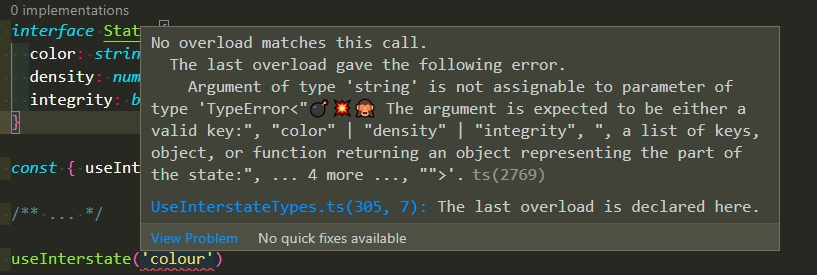 0 implementations
interface Stat
No overload matches this call.
The last overload gave the following error.
color: strin
Argument of type 'string' is not assignable to parameter of
density: num
type 'TypeError<"💣💥🙈 The argument is expected to be either a
integrity: b
valid key:", "color" | "density" | "integrity", ", a list of keys,
}
object, or function returning an object representing the part of
const { useInt
the state:", ... 4 more ..., "">'. ts(2769)
/** ... */
UseInterstateTypes.ts(305, 7): The last overload is declared here.
View Problem No quick fixes available
useInterstate('colour')